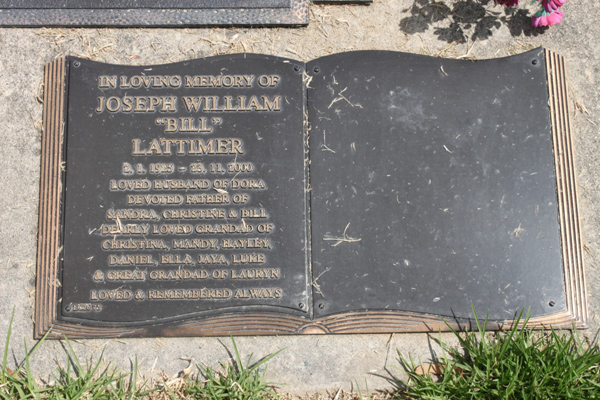 IN LOVING MEMORY OF
JOSEPH WILLIAM
"BILL"
LATTIMER
LOVED HUSBAND OF DORA
DEVOTED FATHER OF
SANDRA, CHRISTINE & BILL
DEARLY LOVED GRANDAD OF
CHRISTINA, MANDY, HAYLEY,
DANIEL, ELLA, JAYA, LUKE
& GREAT GRANDAD OF LAURYN
LOVED & REMEMBERED ALWAYS